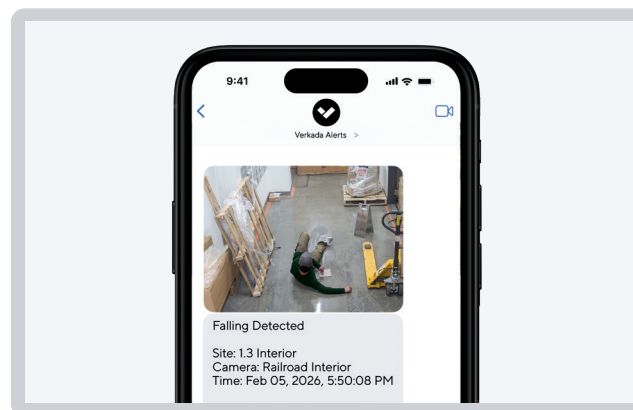 9:41
Verkada Alerts >
Falling Detected
Site: 1.3 Interior
Camera: Railroad Interior
Time: Feb 05, 2026, 5:50:08 PM